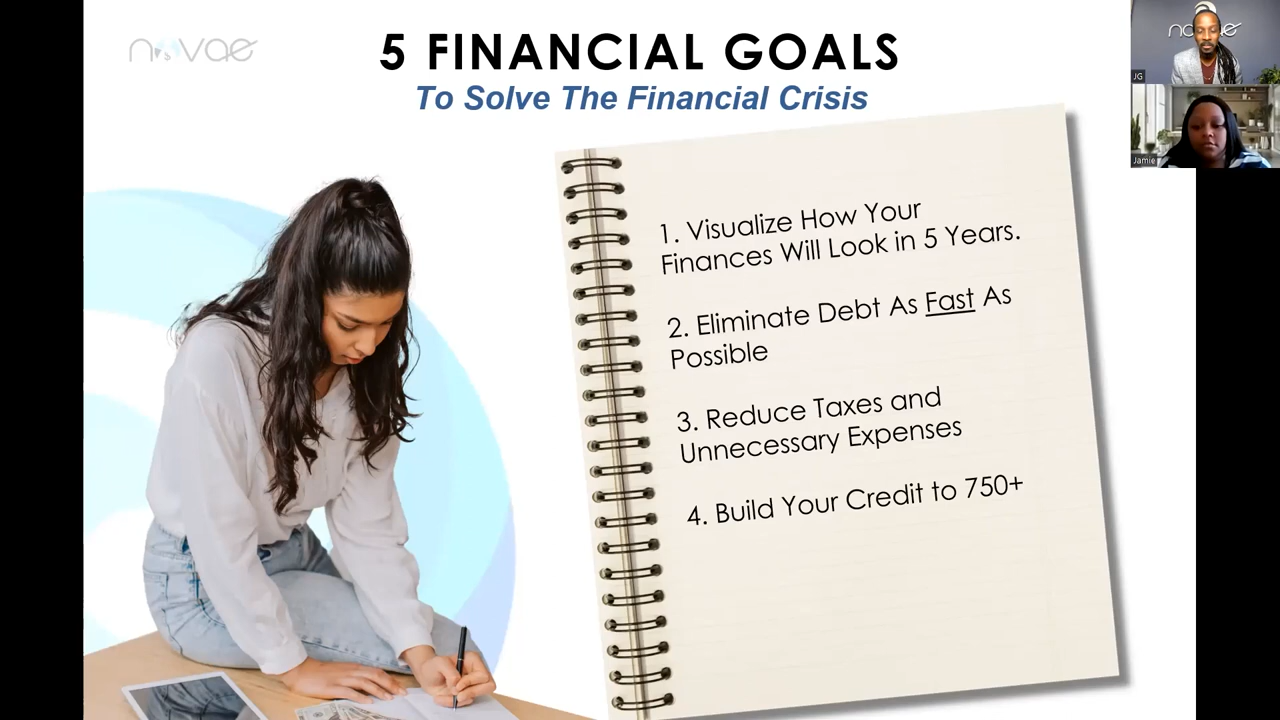 novae
5 FINANCIAL GOALS
To Solve The Financial Crisis
1. Visualize How Your
Finances Will Look in 5 Years.
2. Eliminate Debt As Fast As
Possible
3. Reduce Taxes and
Unnecessary Expenses
4. Build Your Credit to 750+
JG
Jamie